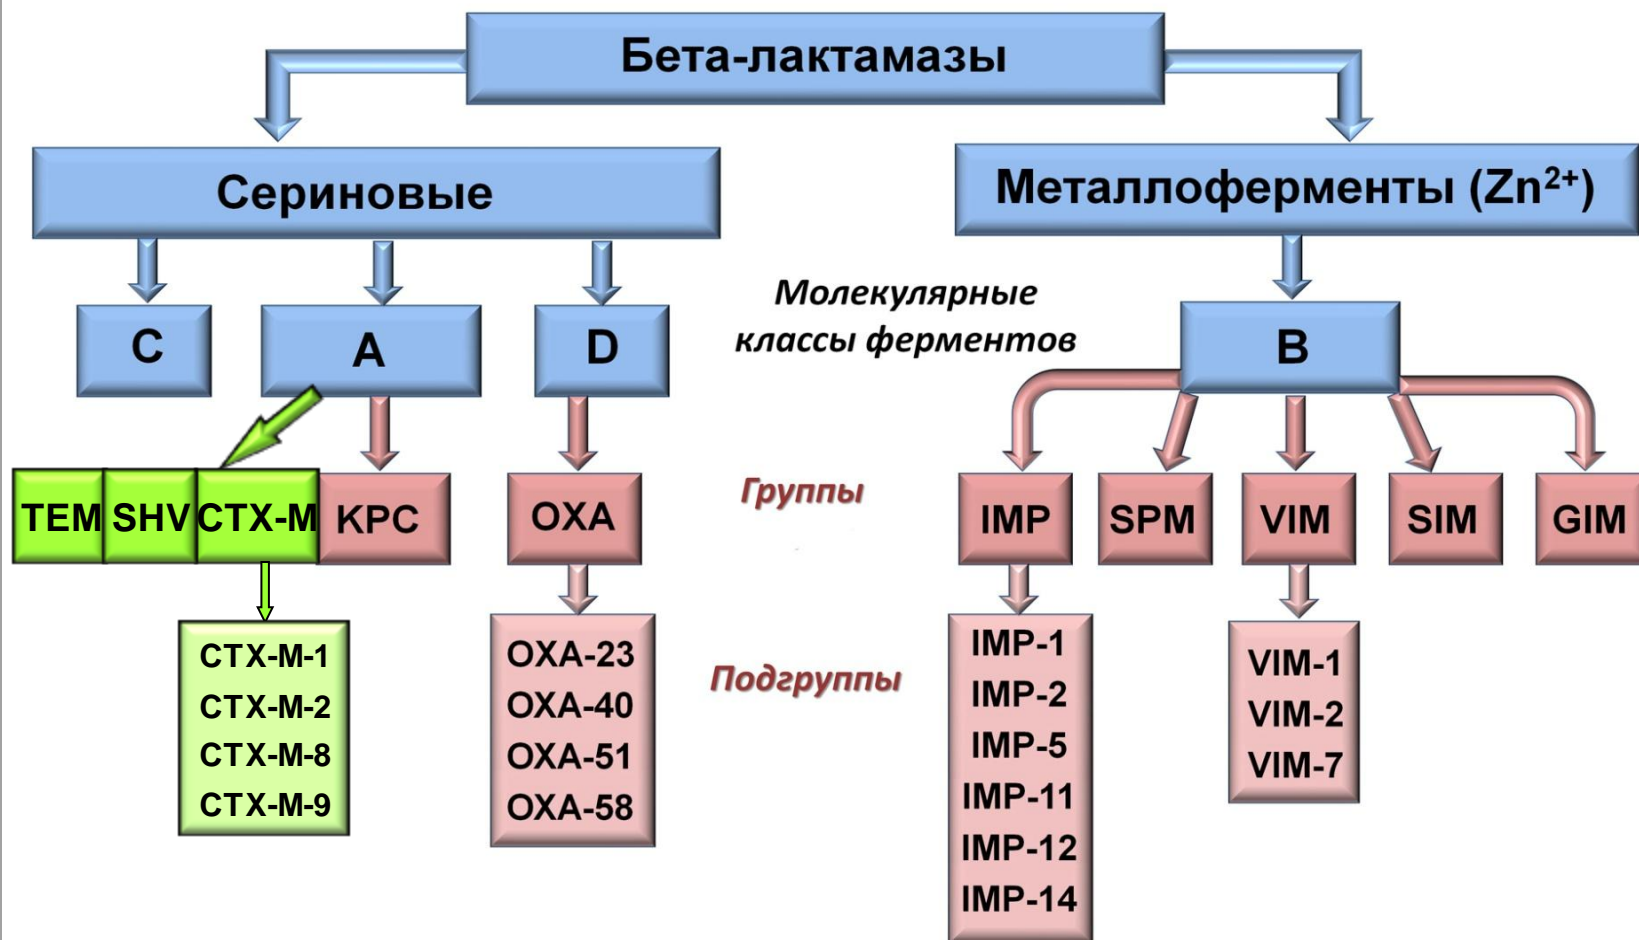 Бета-лактамазы
Сериновые
Металлоферменты (Zn²⁺)
C
A
D
Молекулярные
классы ферментов
B
TEM
SHV
CTX-M
KPC
OXA
Группы
IMP
SPM
VIM
SIM
GIM
CTX-M-1
CTX-M-2
CTX-M-8
CTX-M-9
OXA-23
OXA-40
OXA-51
OXA-58
Подгруппы
IMP-1
IMP-2
IMP-5
IMP-11
IMP-12
IMP-14
VIM-1
VIM-2
VIM-7